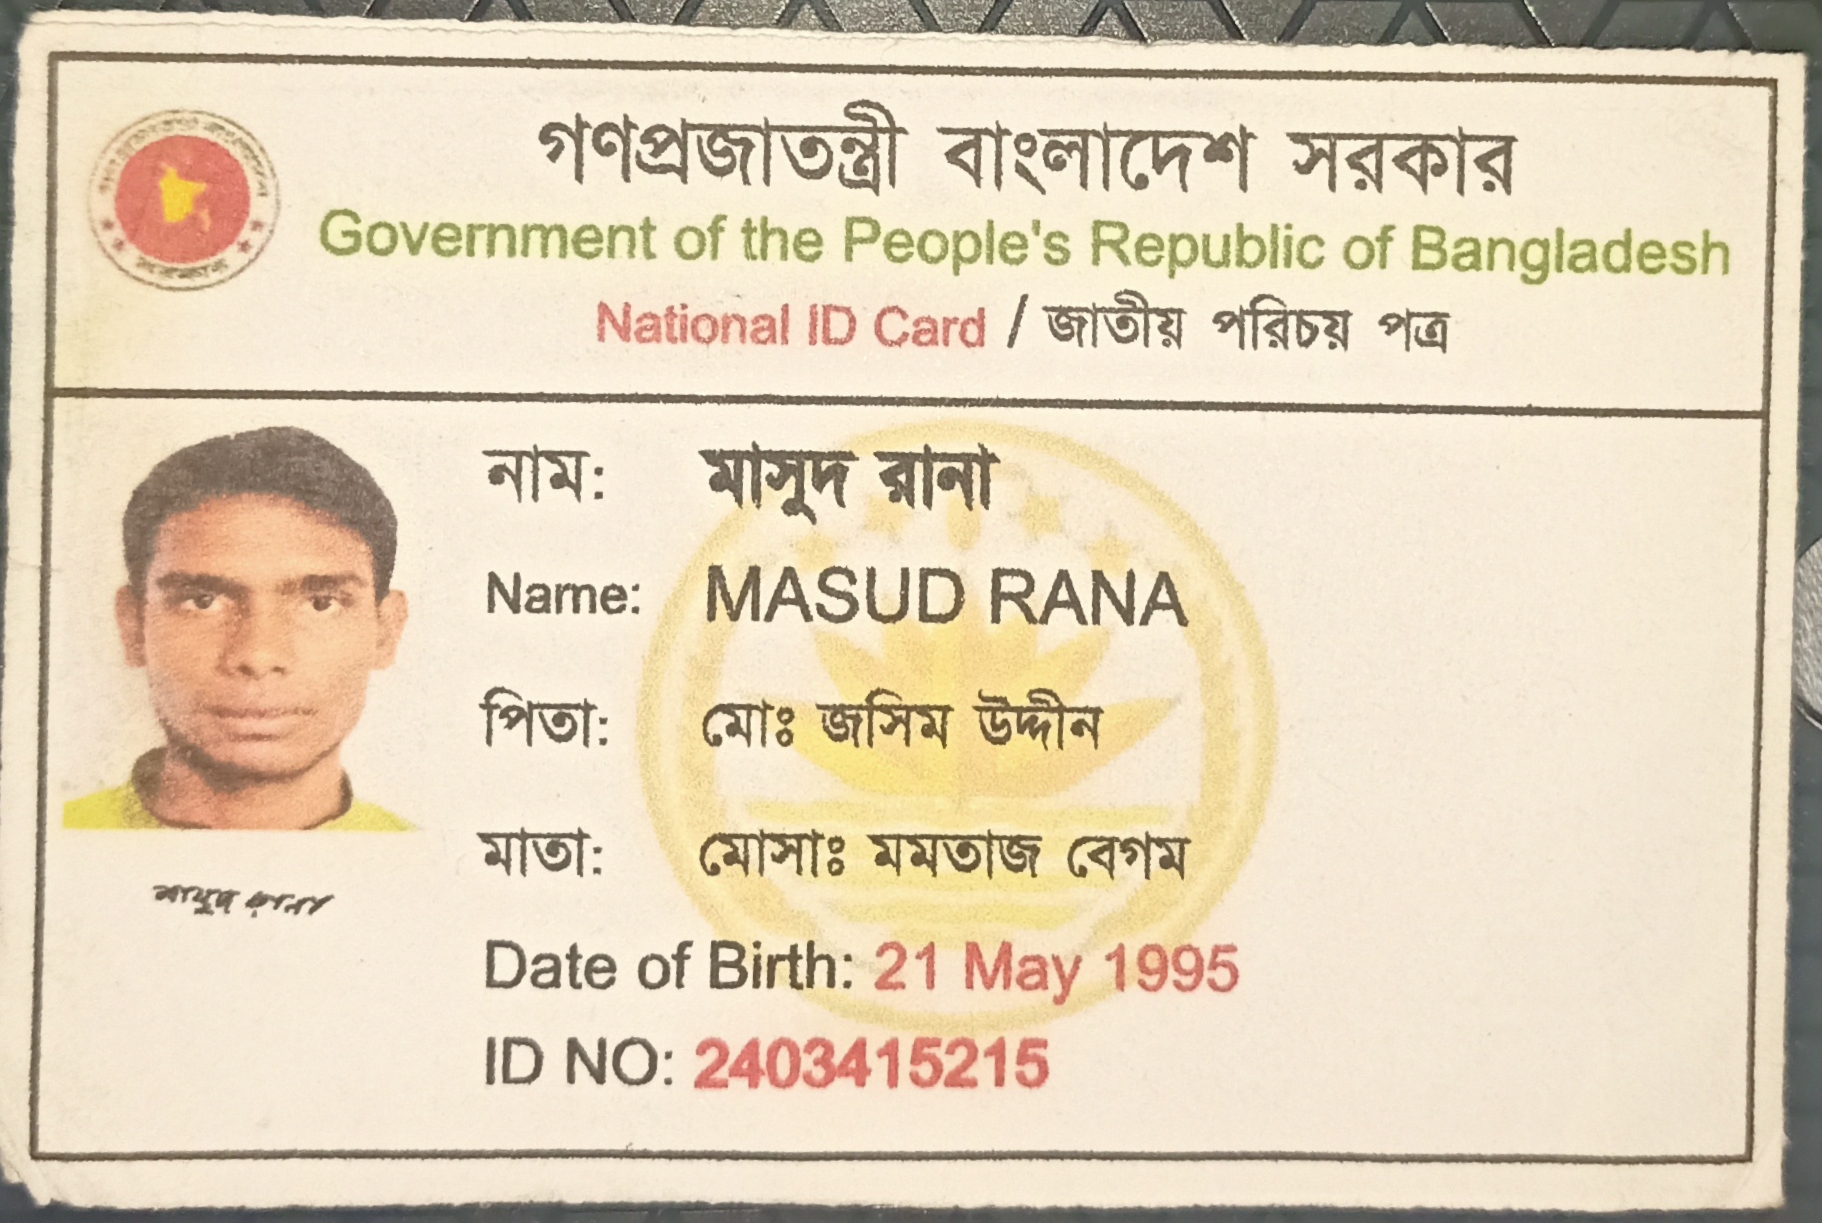 গণপ্রজাতন্ত্রী বাংলাদেশ সরকার
Government of the People's Republic of Bangladesh
National ID Card / জাতীয় পরিচয় পত্র
নাম: মাসুদ রানা
Name: MASUD RANA
পিতা: মোঃ জসিম উদ্দীন
মাতা: মোসাঃ মমতাজ বেগম
মাসুদ রানা
Date of Birth: 21 May 1995
ID NO: 2403415215